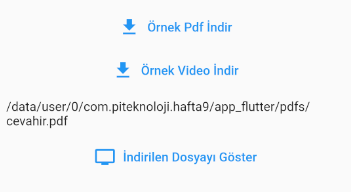 Örnek Pdf İndir
Örnek Video İndir
/data/user/0/com.piteknoloji.hafta9/app_flutter/pdfs/
cevahir.pdf
İndirilen Dosyayı Göster